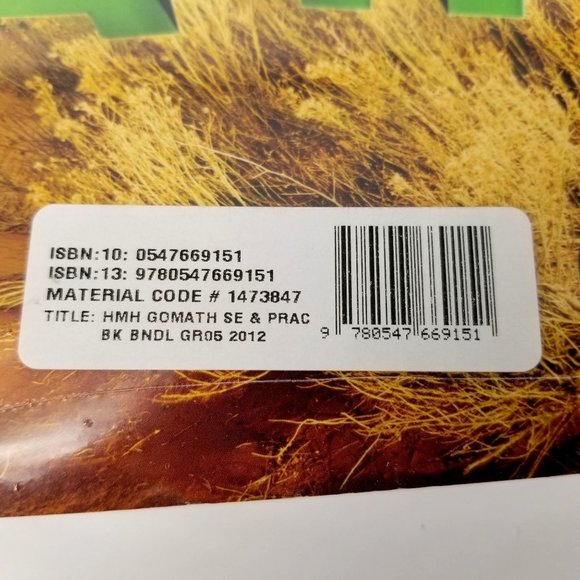 ISBN:10: 0547669151
ISBN:13: 9780547669151
MATERIAL CODE # 1473847
TITLE: HMH GOMATH SE & PRAC
BK BNDL GR05 2012
9 780547 669151